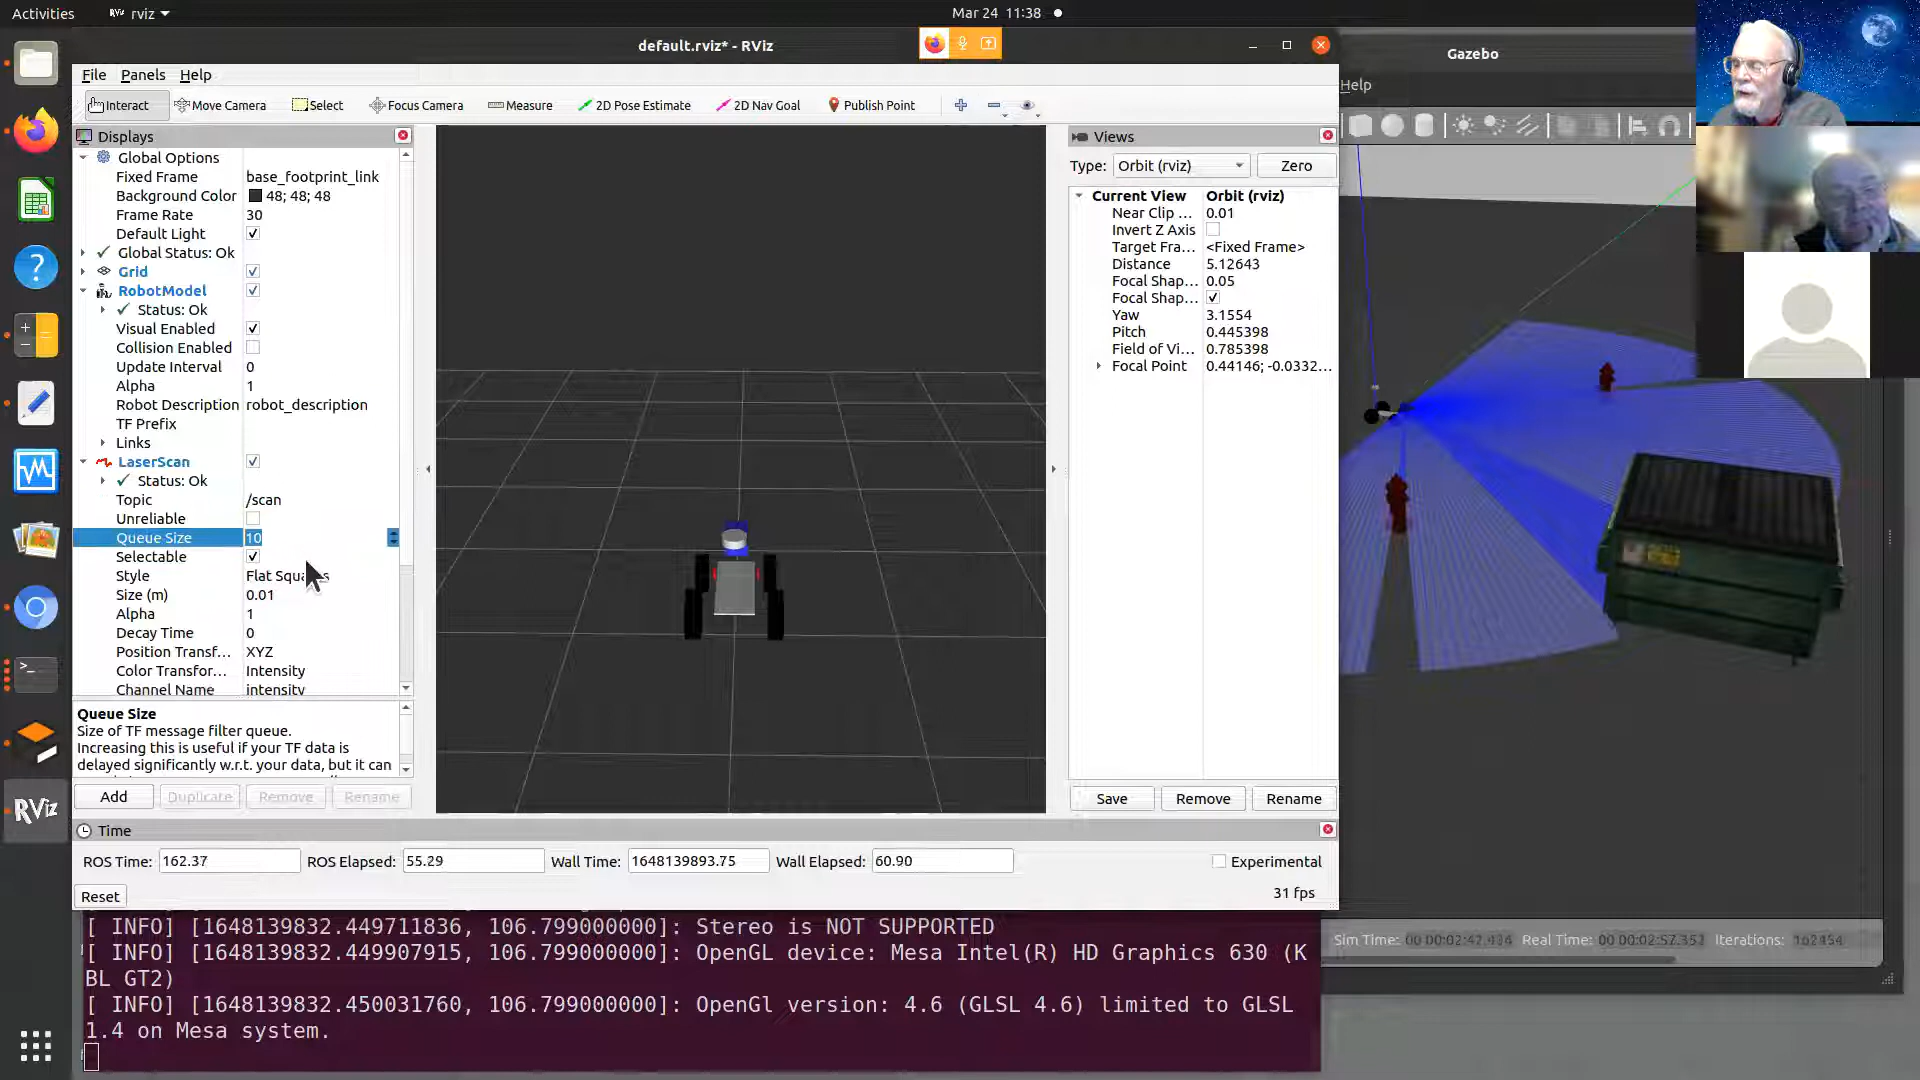 Activities
RViz rviz
Mar 24 11:38
default.rviz* - RViz
Gazebo
File Panels Help
Help
Interact Move Camera Select Focus Camera Measure 2D Pose Estimate 2D Nav Goal Publish Point
Displays
Global Options
Fixed Frame base_footprint_link
Background Color 48; 48; 48
Frame Rate 30
Default Light
Global Status: Ok
Grid
RobotModel
Status: Ok
Visual Enabled
Collision Enabled
Update Interval 0
Alpha 1
Robot Description robot_description
TF Prefix
Links
LaserScan
Status: Ok
Topic /scan
Unreliable
Queue Size 10
Selectable
Style Flat Squ
Size (m) 0.01
Alpha 1
Decay Time 0
Position Transf... XYZ
Color Transfor... Intensity
Channel Name intensity
Queue Size
Size of TF message filter queue.
Increasing this is useful if your TF data is
delayed significantly w.r.t. your data, but it can
Add Duplicate Remove Rename
Views
Type: Orbit (rviz) Zero
Current View Orbit (rviz)
Near Clip ... 0.01
Invert Z Axis
Target Fra... <Fixed Frame>
Distance 5.12643
Focal Shap... 0.05
Focal Shap...
Yaw 3.1554
Pitch 0.445398
Field of Vi... 0.785398
Focal Point 0.44146; -0.0332...
Save Remove Rename
Time
ROS Time: 162.37 ROS Elapsed: 55.29 Wall Time: 1648139893.75 Wall Elapsed: 60.90 Experimental
Reset
31 fps
RViz
[ INFO] [1648139832.449711836, 106.799000000]: Stereo is NOT SUPPORTED
[ INFO] [1648139832.449907915, 106.799000000]: OpenGL device: Mesa Intel(R) HD Graphics 630 (K
BL GT2)
[ INFO] [1648139832.450031760, 106.799000000]: OpenGl version: 4.6 (GLSL 4.6) limited to GLSL
1.4 on Mesa system.
Sim Time: Real Time: Iterations: